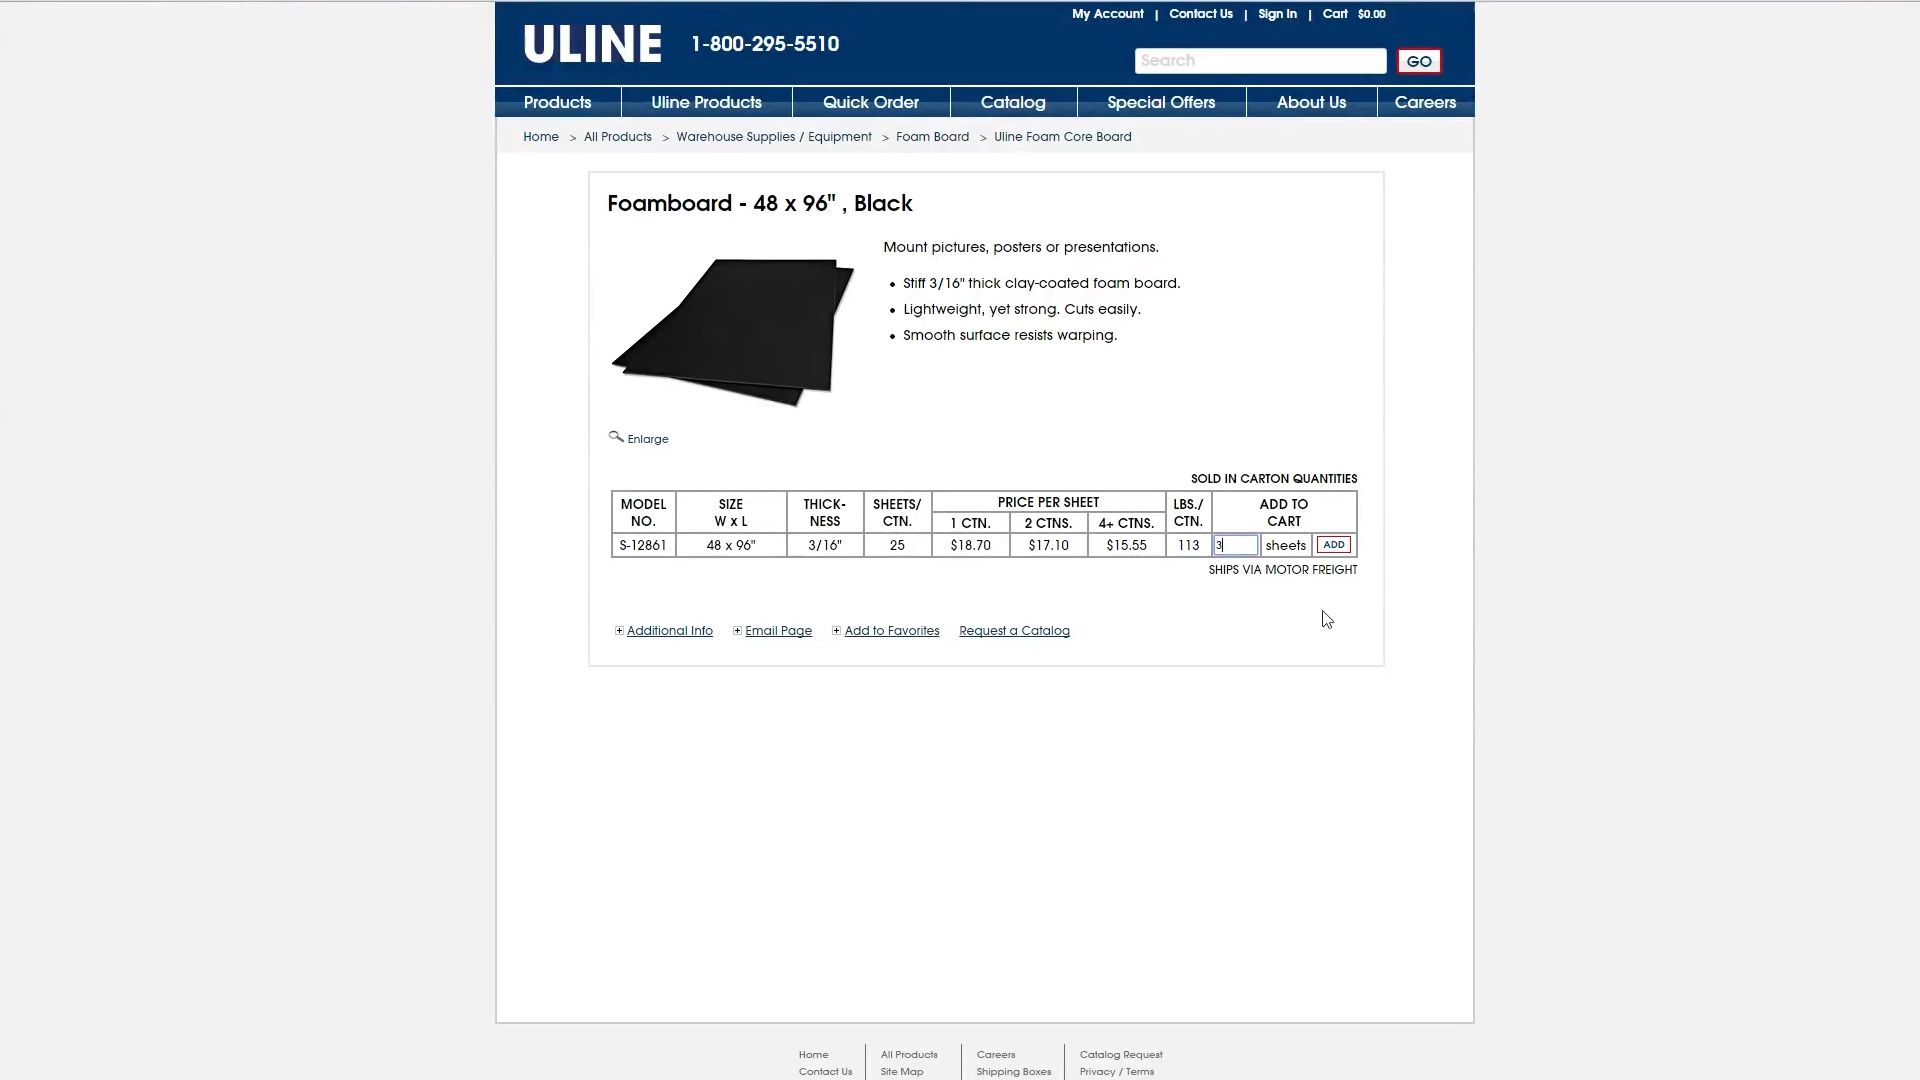 My Account | Contact Us | Sign In | Cart $0.00
ULINE 1-800-295-5510
Search GO
Products Uline Products Quick Order Catalog Special Offers About Us Careers
Home > All Products > Warehouse Supplies / Equipment > Foam Board > Uline Foam Core Board
Foamboard - 48 x 96" , Black
Mount pictures, posters or presentations.
• Stiff 3/16" thick clay-coated foam board.
• Lightweight, yet strong. Cuts easily.
• Smooth surface resists warping.
Enlarge
SOLD IN CARTON QUANTITIES
MODEL NO. SIZE W x L THICK-NESS SHEETS/ CTN. PRICE PER SHEET LBS./ CTN. ADD TO CART
1 CTN. 2 CTNS. 4+ CTNS.
S-12861 48 x 96" 3/16" 25 $18.70 $17.10 $15.55 113 3 sheets ADD
SHIPS VIA MOTOR FREIGHT
Additional Info Email Page Add to Favorites Request a Catalog
Home All Products Careers Catalog Request
Contact Us Site Map Shipping Boxes Privacy / Terms